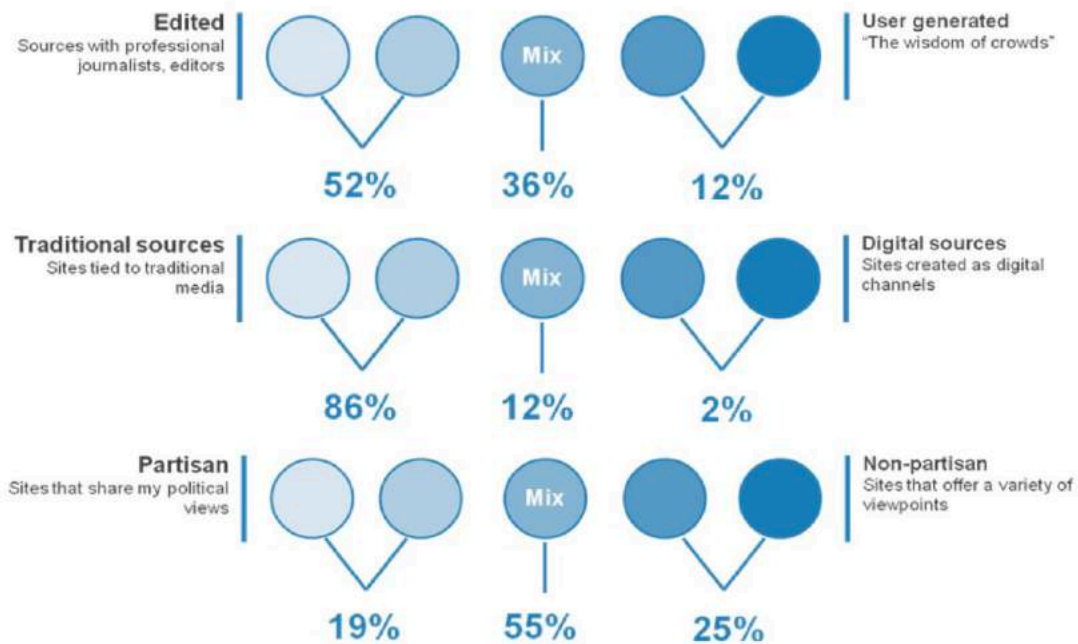 Edited
Sources with professional
journalists, editors
Mix
User generated
“The wisdom of crowds”
52%
36%
12%
Traditional sources
Sites tied to traditional
media
Mix
Digital sources
Sites created as digital
channels
86%
12%
2%
Partisan
Sites that share my political
views
Mix
Non-partisan
Sites that offer a variety of
viewpoints
19%
55%
25%